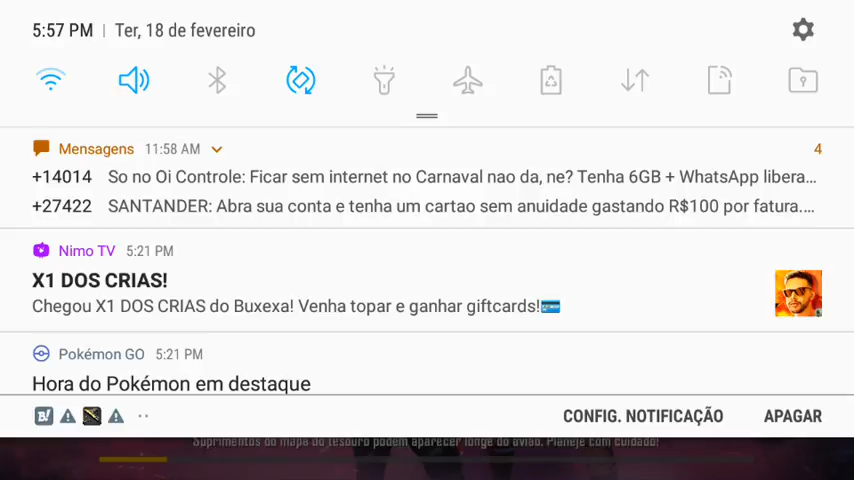 5:57 PM | Ter, 18 de fevereiro
Mensagens 11:58 AM 4
+14014 So no Oi Controle: Ficar sem internet no Carnaval nao da, ne? Tenha 6GB + WhatsApp libera...
+27422 SANTANDER: Abra sua conta e tenha um cartao sem anuidade gastando R$100 por fatura....
Nimo TV 5:21 PM
X1 DOS CRIAS!
Chegou X1 DOS CRIAS do Buxexa! Venha topar e ganhar giftcards!
Pokémon GO 5:21 PM
Hora do Pokémon em destaque
B!
CONFIG. NOTIFICAÇÃO APAGAR
Suprimentos do mapa do tesouro podem aparecer longe do avião. Planeje com cuidado!